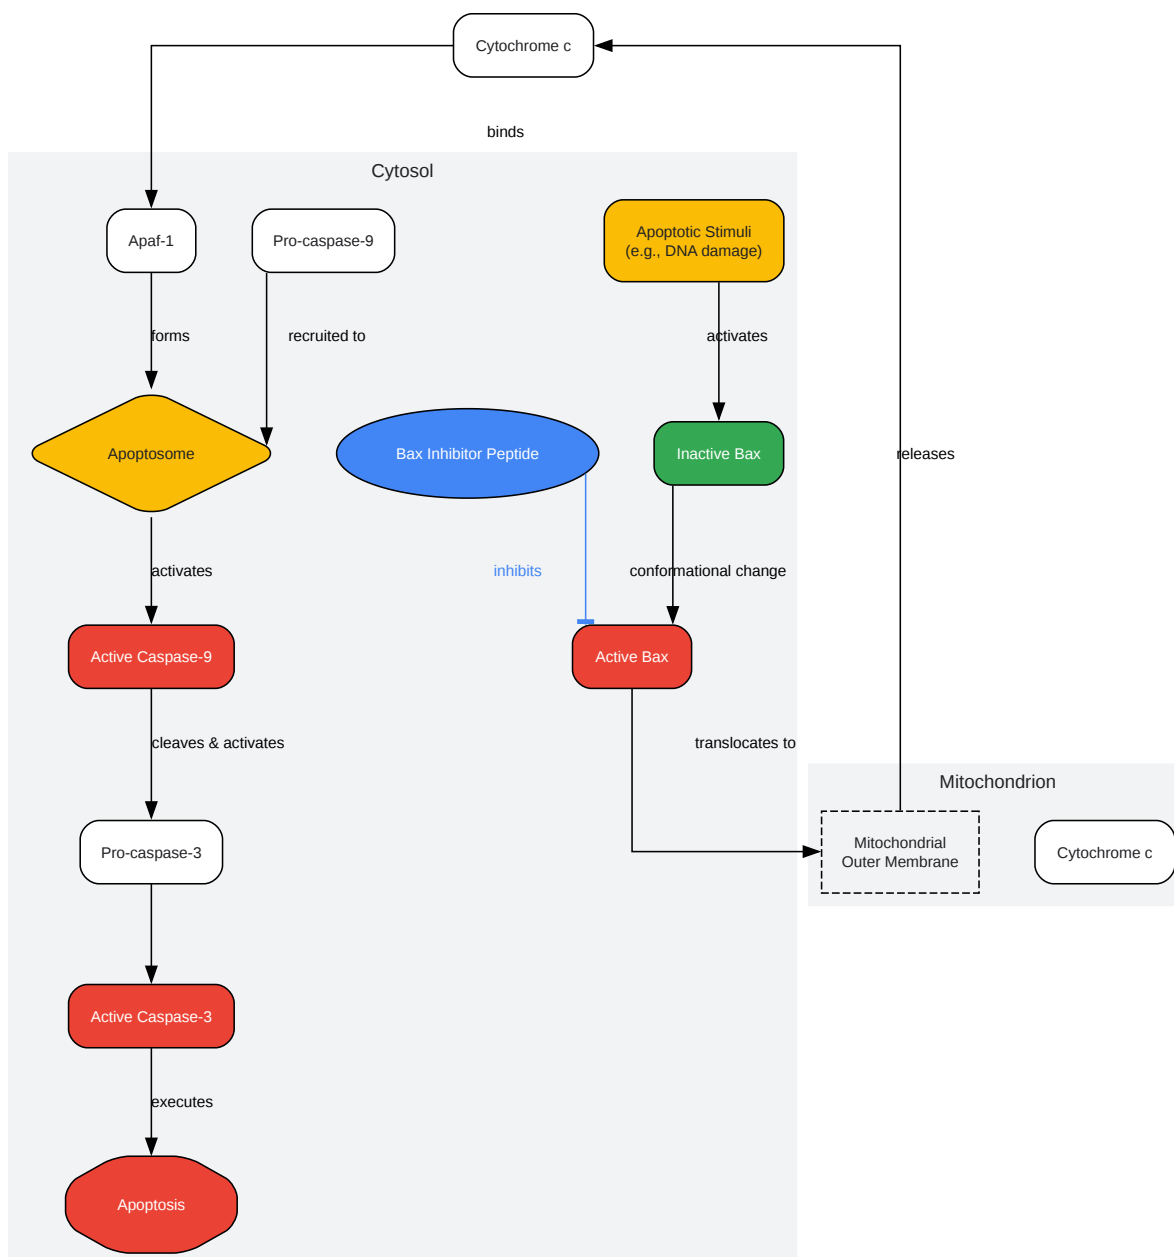 Cytochrome c
binds
Cytosol
Apaf-1
Pro-caspase-9
Apoptotic Stimuli
(e.g., DNA damage)
forms
recruited to
activates
Apoptosome
Bax Inhibitor Peptide
Inactive Bax
releases
activates
inhibits
conformational change
Active Caspase-9
Active Bax
cleaves & activates
translocates to
Mitochondrion
Pro-caspase-3
Mitochondrial
Outer Membrane
Cytochrome c
Active Caspase-3
executes
Apoptosis